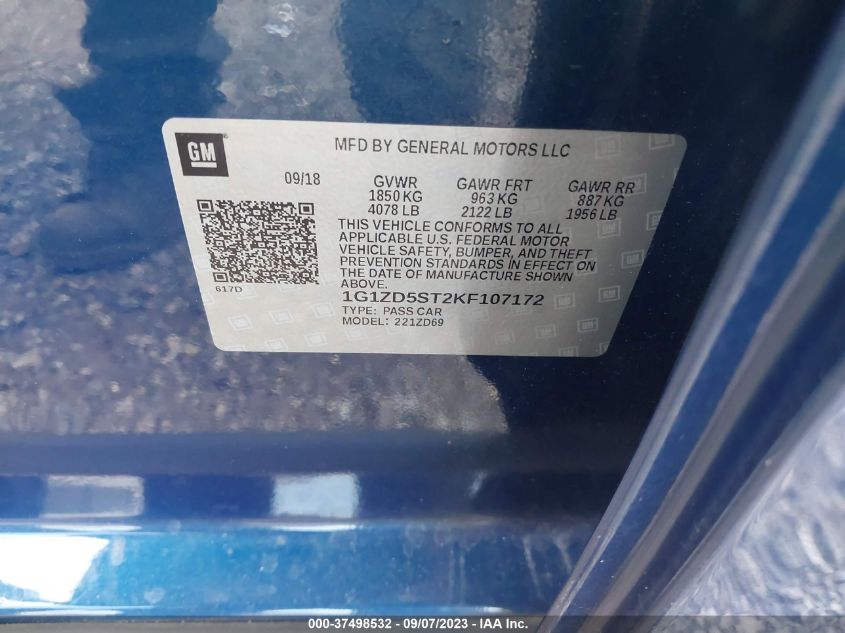 GM
MFD BY GENERAL MOTORS LLC
09/18
GVWR GAWR FRT GAWR RR
1850 KG 963 KG 887 KG
4078 LB 2122 LB 1956 LB
THIS VEHICLE CONFORMS TO ALL
APPLICABLE U.S. FEDERAL MOTOR
VEHICLE SAFETY, BUMPER, AND THEFT
PREVENTION STANDARDS IN EFFECT ON
THE DATE OF MANUFACTURE SHOWN
ABOVE.
617D
1G1ZD5ST2KF107172
TYPE: PASS CAR
MODEL: 221ZD69
000-37498532 - 09/07/2023 - IAA Inc.